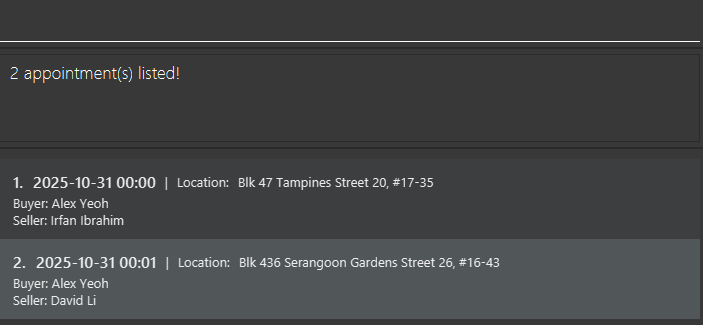 2 appointment(s) listed!
1. 2025-10-31 00:00 | Location: Blk 47 Tampines Street 20, #17-35
Buyer: Alex Yeoh
Seller: Irfan Ibrahim
2. 2025-10-31 00:01 | Location: Blk 436 Serangoon Gardens Street 26, #16-43
Buyer: Alex Yeoh
Seller: David Li